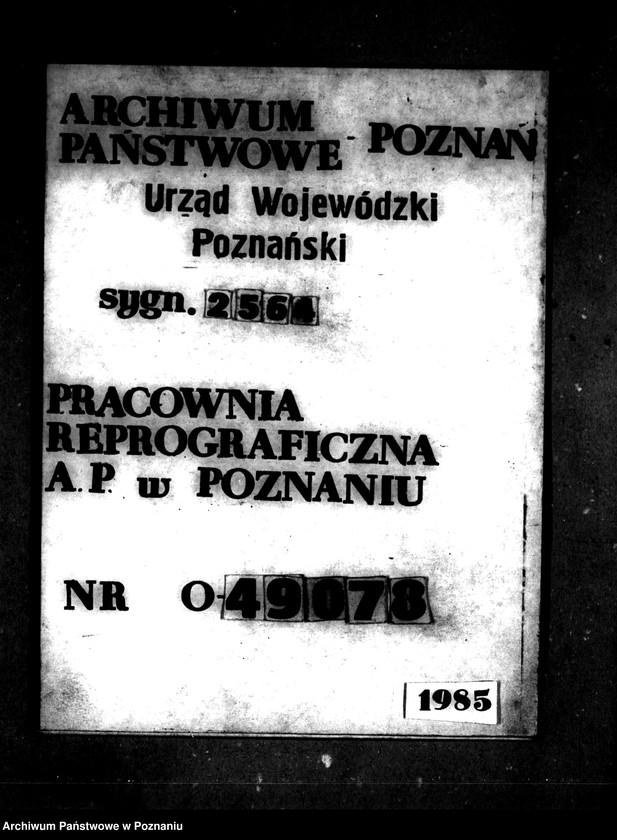 ARCHIWUM
PAŃSTWOWE - POZNAŃ
Urząd Wojewódzki
Poznański
sygn. 2564
PRACOWNIA
REPROGRAFICZNA
A.P. w POZNANIU
NR O-49078
1985
Archiwum Państwowe w Poznaniu